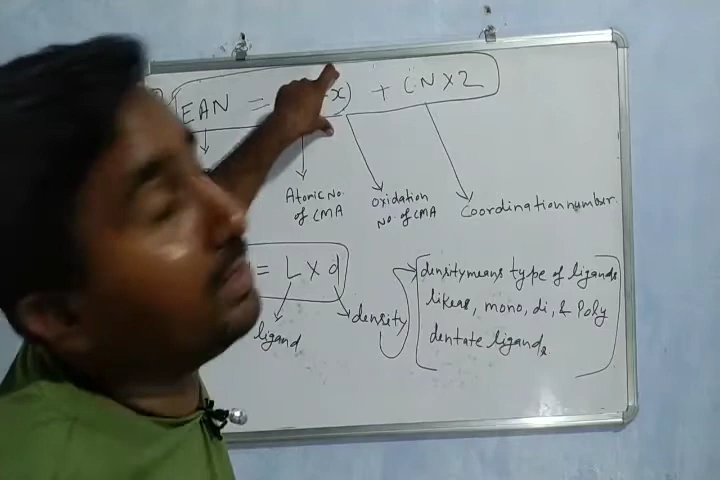 EAN = -x) + CN X 2
Atomic No. of CMA
Oxidation No. of CMA
Coordination number.
= L X d
ligand
density
density means type of ligands
likeas, mono, di, & Poly
dentate ligands